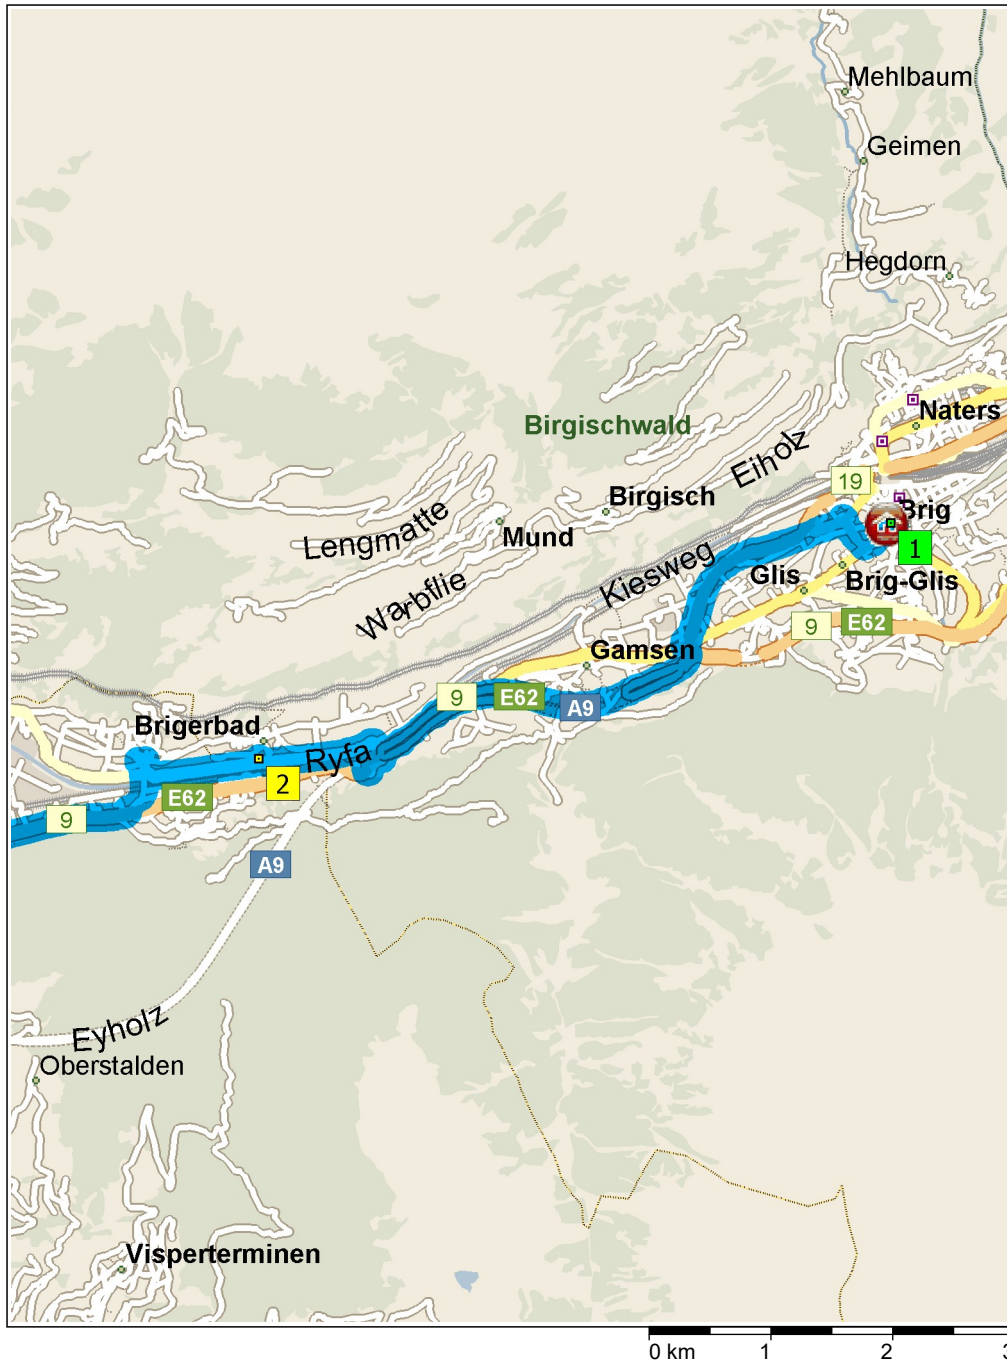 Mehlbaum
Geimen
Hegdorn
Naters
Birgischwald
Eiholz
19
Birgisch
Brig
Lengmatte
Mund
1
Kiesweg
Glis
Brig-Glis
Warbflie
9
E62
Gamsen
9
E62
A9
Brigerbad
Ryfa
2
E62
9
A9
Eyholz
Oberstalden
Visperterminen
0 km
1
2
3